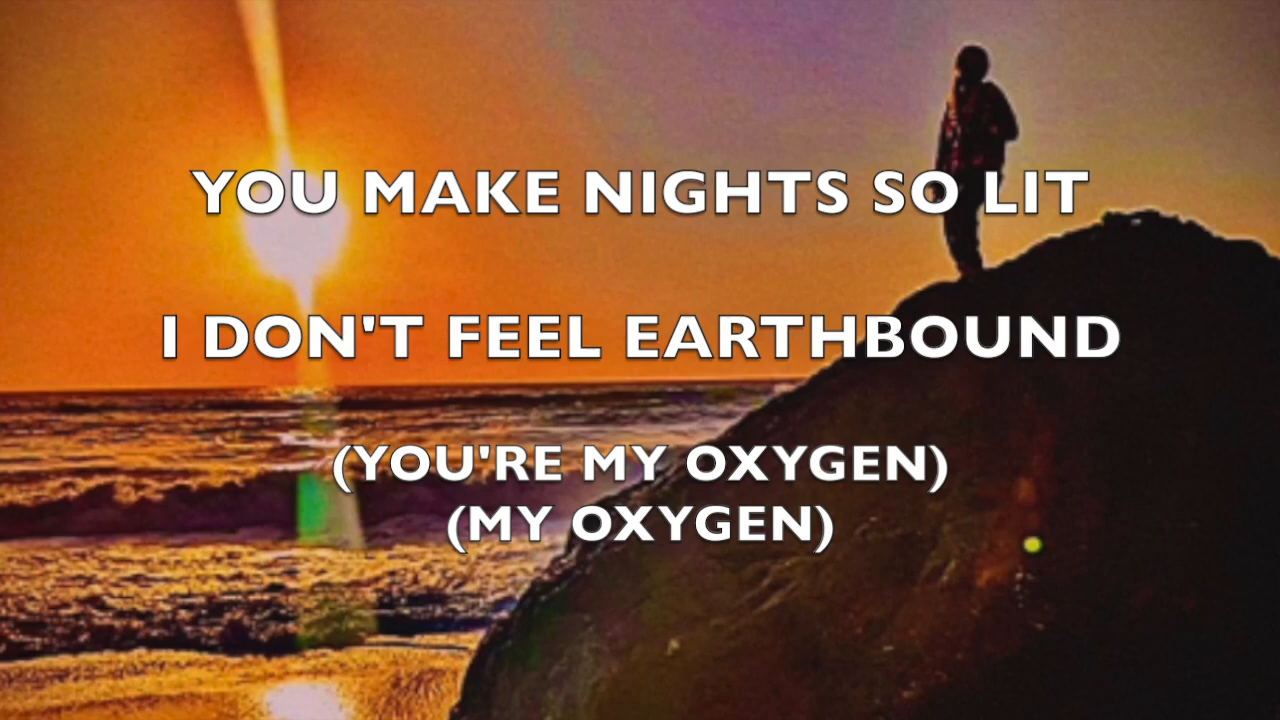 YOU MAKE NIGHTS SO LIT
I DON'T FEEL EARTHBOUND
(YOU'RE MY OXYGEN)
(MY OXYGEN)